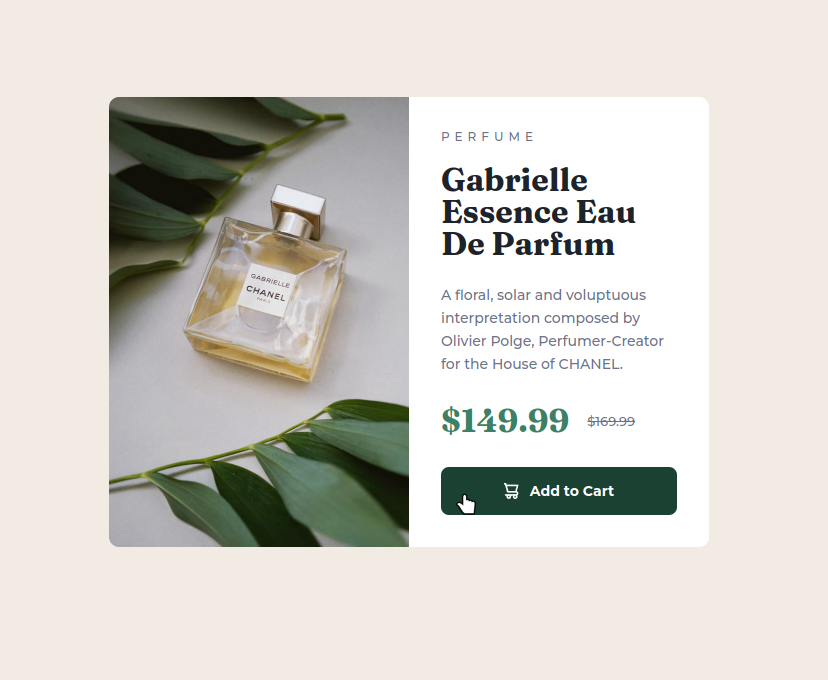 GABRIELLE
CHANEL
PARIS
PERFUME
Gabrielle
Essence Eau
De Parfum
A floral, solar and voluptuous
interpretation composed by
Olivier Polge, Perfumer-Creator
for the House of CHANEL.
$149.99 $169.99
Add to Cart